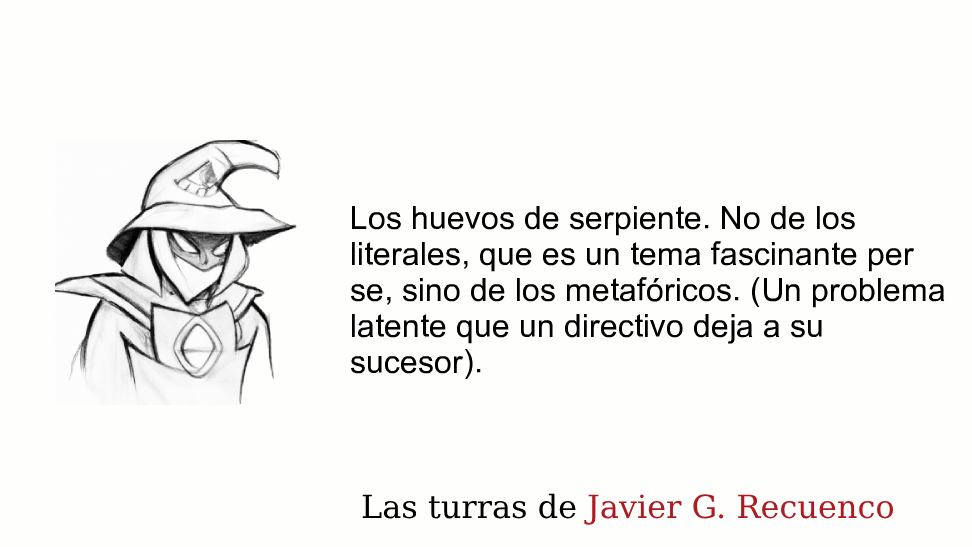 Los huevos de serpiente. No de los
literales, que es un tema fascinante per
se, sino de los metafóricos. (Un problema
latente que un directivo deja a su
sucesor).
Las turras de Javier G. Recuenco